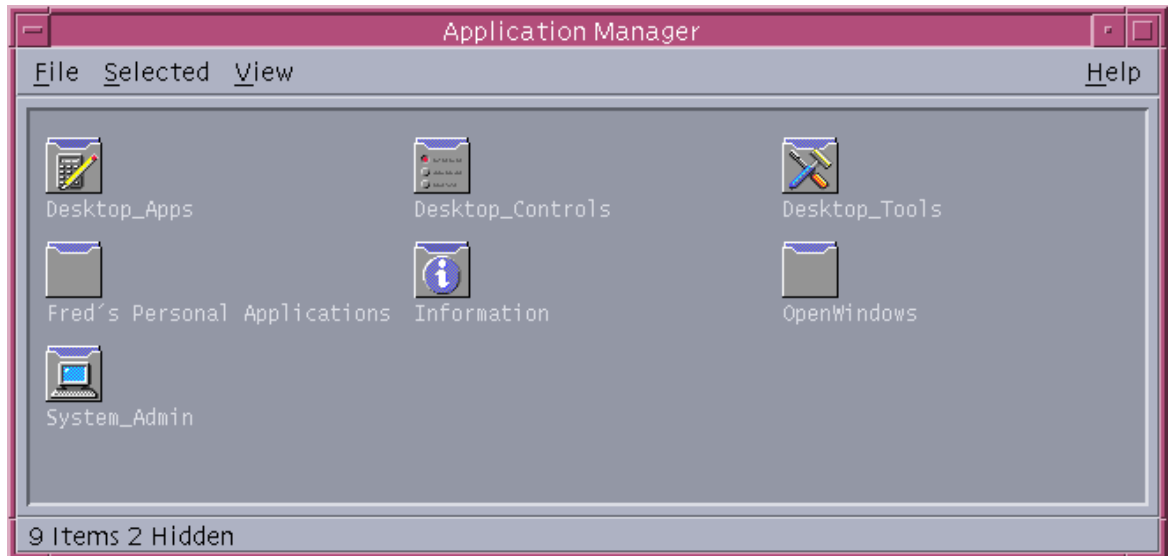 Application Manager
File Selected View Help
Desktop_Apps Desktop_Controls Desktop_Tools
Fred´s Personal Applications Information OpenWindows
System_Admin
9 Items 2 Hidden